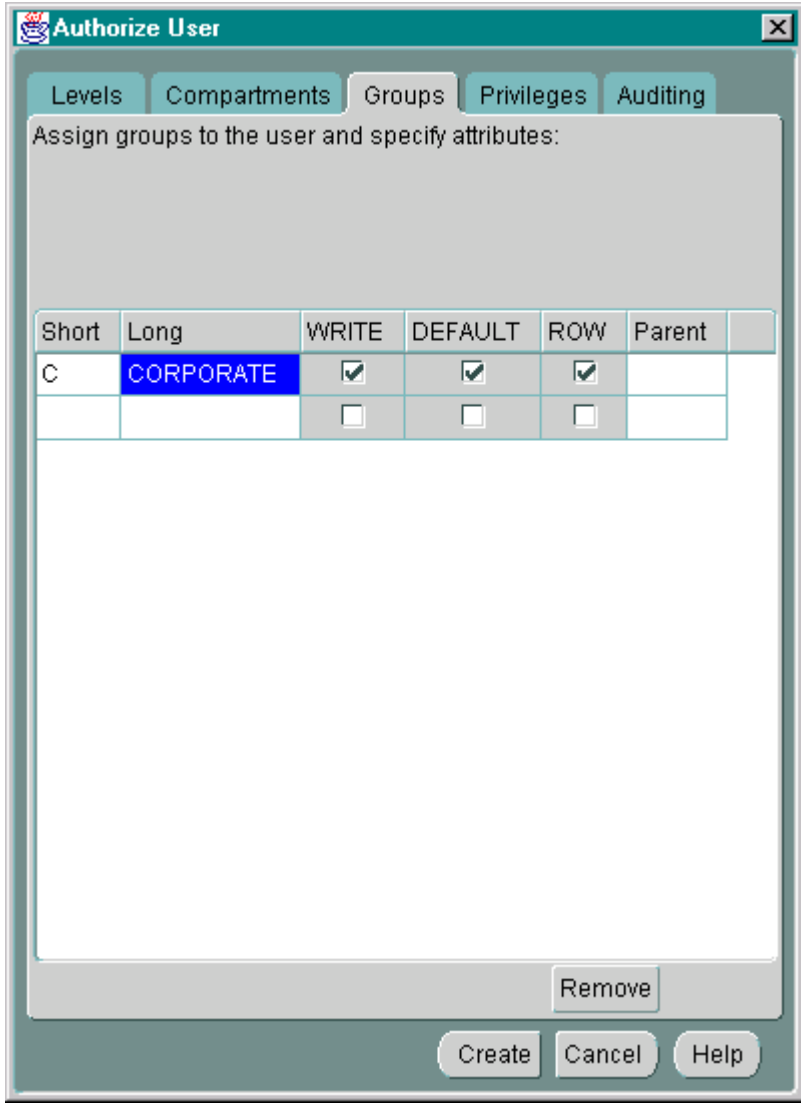 Authorize User
Levels Compartments Groups Privileges Auditing
Assign groups to the user and specify attributes:
Short Long WRITE DEFAULT ROW Parent
C CORPORATE
Remove
Create Cancel Help